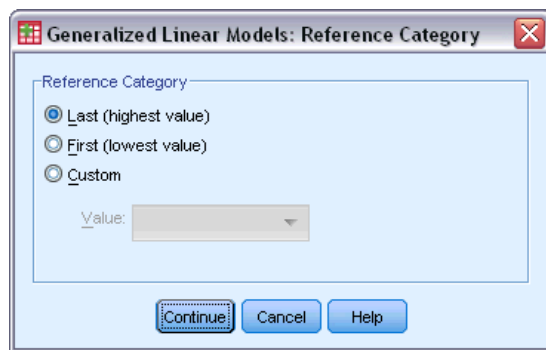 Generalized Linear Models: Reference Category
Reference Category
Last (highest value)
First (lowest value)
Custom
Value:
Continue Cancel Help